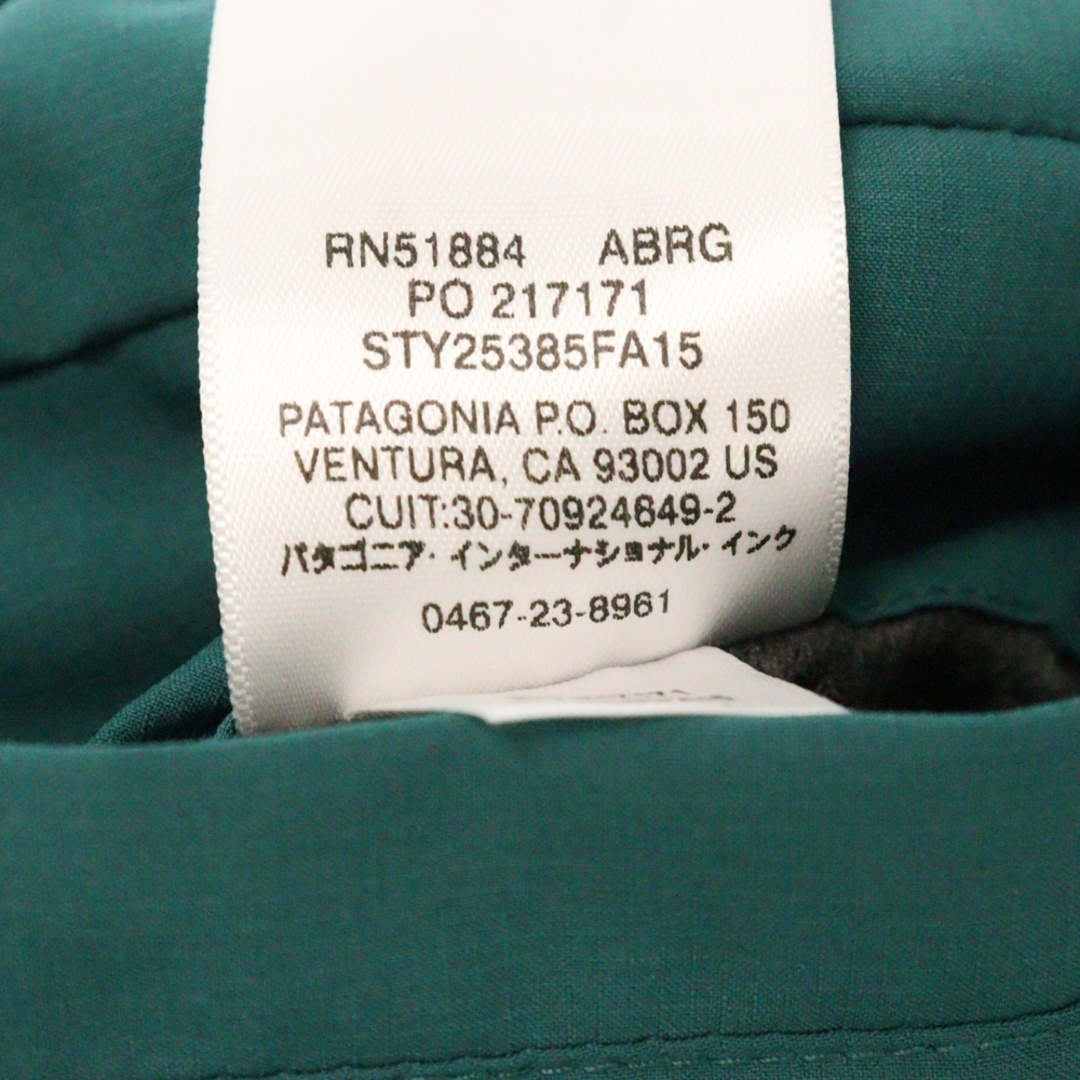 RN51884 ABRG
PO 217171
STY25385FA15
PATAGONIA P.O. BOX 150
VENTURA, CA 93002 US
CUIT:30-70924849-2
パタゴニア・インターナショナル・インク
0467-23-8961